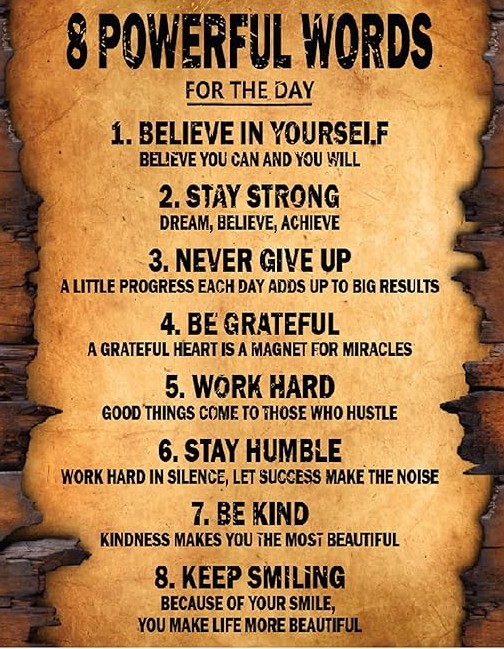 8 POWERFUL WORDS
FOR THE DAY
1. BELIEVE IN YOURSELF
BELIEVE YOU CAN AND YOU WILL
2. STAY STRONG
DREAM, BELIEVE, ACHIEVE
3. NEVER GIVE UP
A LITTLE PROGRESS EACH DAY ADDS UP TO BIG RESULTS
4. BE GRATEFUL
A GRATEFUL HEART IS A MAGNET FOR MIRACLES
5. WORK HARD
GOOD THINGS COME TO THOSE WHO HUSTLE
6. STAY HUMBLE
WORK HARD IN SILENCE, LET SUCCESS MAKE THE NOISE
7. BE KIND
KINDNESS MAKES YOU THE MOST BEAUTIFUL
8. KEEP SMILING
BECAUSE OF YOUR SMILE,
YOU MAKE LIFE MORE BEAUTIFUL